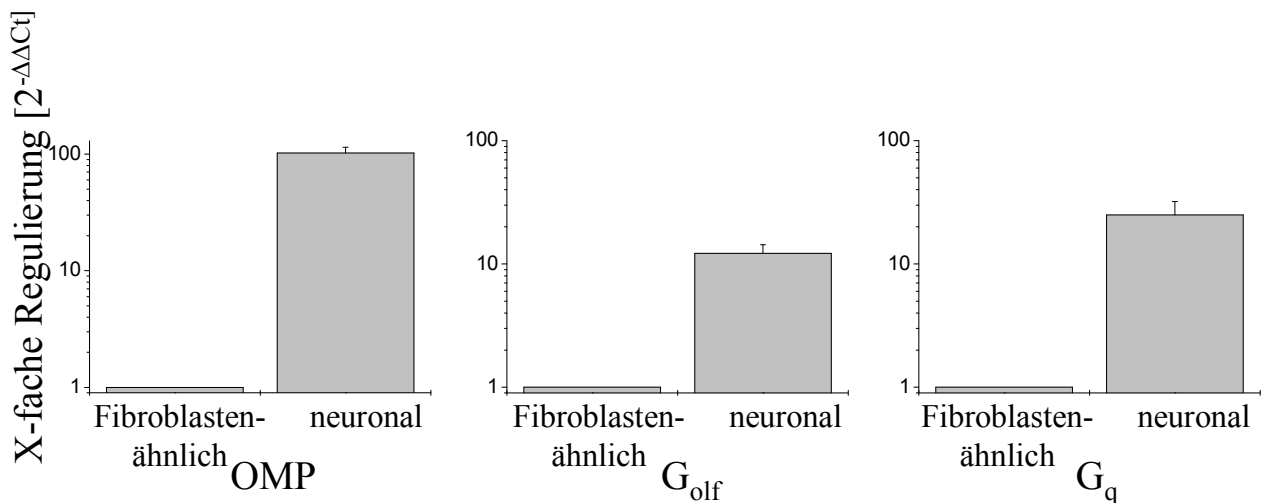 X-fache Regulierung [2^-ΔΔCt]
100
10
1
Fibroblasten-
ähnlich
neuronal
OMP
100
10
1
Fibroblasten-
ähnlich
neuronal
G_olf
100
10
1
Fibroblasten-
ähnlich
neuronal
G_q